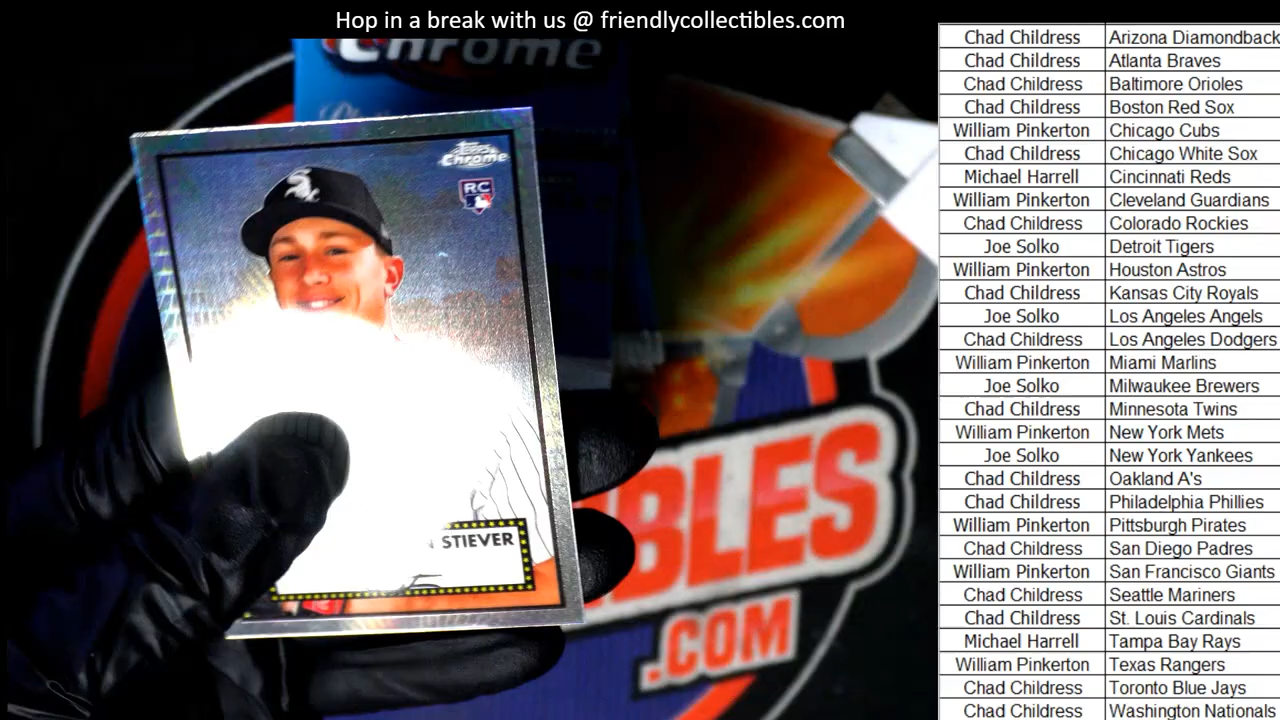 Hop in a break with us @ friendlycollectibles.com
Chrome
Topps
Chrome
RC
STIEVER
IBLES
.COM
Chad Childress Arizona Diamondback
Chad Childress Atlanta Braves
Chad Childress Baltimore Orioles
Chad Childress Boston Red Sox
William Pinkerton Chicago Cubs
Chad Childress Chicago White Sox
Michael Harrell Cincinnati Reds
William Pinkerton Cleveland Guardians
Chad Childress Colorado Rockies
Joe Solko Detroit Tigers
William Pinkerton Houston Astros
Chad Childress Kansas City Royals
Joe Solko Los Angeles Angels
Chad Childress Los Angeles Dodgers
William Pinkerton Miami Marlins
Joe Solko Milwaukee Brewers
Chad Childress Minnesota Twins
William Pinkerton New York Mets
Joe Solko New York Yankees
Chad Childress Oakland A's
Chad Childress Philadelphia Phillies
William Pinkerton Pittsburgh Pirates
Chad Childress San Diego Padres
William Pinkerton San Francisco Giants
Chad Childress Seattle Mariners
Chad Childress St. Louis Cardinals
Michael Harrell Tampa Bay Rays
William Pinkerton Texas Rangers
Chad Childress Toronto Blue Jays
Chad Childress Washington Nationals